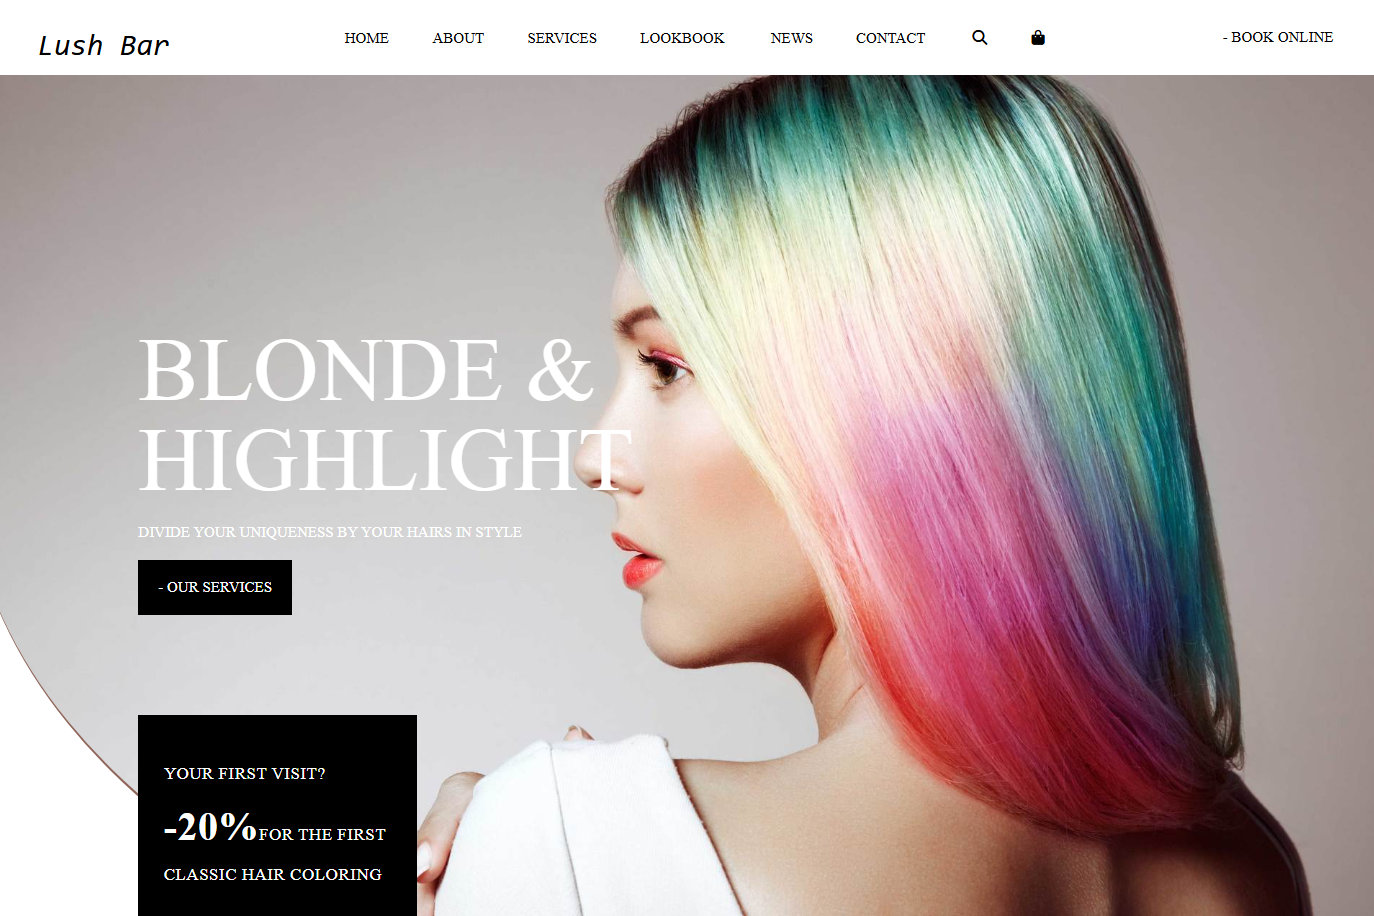 Lush Bar
HOME ABOUT SERVICES LOOKBOOK NEWS CONTACT
- BOOK ONLINE
BLONDE &
HIGHLIGHT
DIVIDE YOUR UNIQUENESS BY YOUR HAIRS IN STYLE
- OUR SERVICES
YOUR FIRST VISIT?
-20% FOR THE FIRST
CLASSIC HAIR COLORING